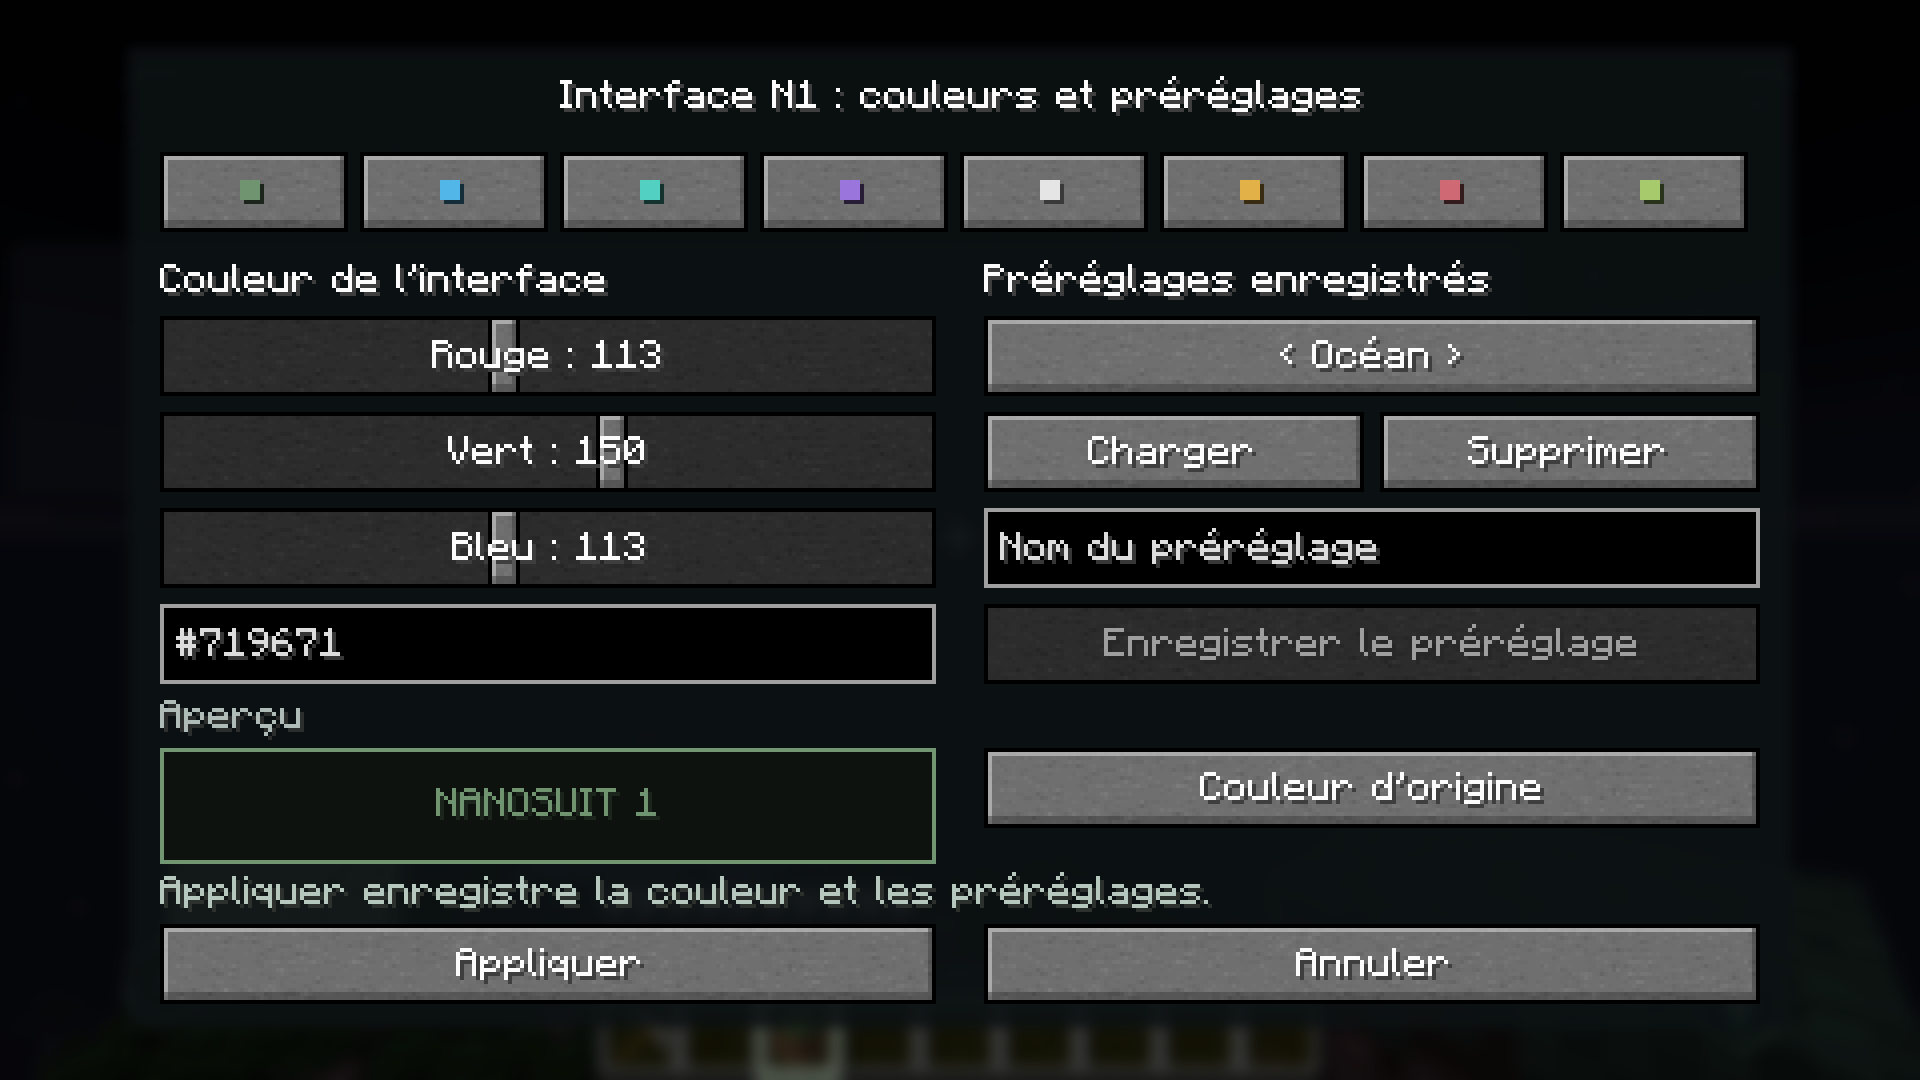 Interface N1 : couleurs et préréglages
Couleur de l'interface
Préréglages enregistrés
Rouge : 113
< Océan >
Vert : 150
Changer
Supprimer
Bleu : 113
Nom du préréglage
#719671
Enregistrer le préréglage
Aperçu
NANOSUIT 1
Couleur d'origine
Appliquer enregistre la couleur et les préréglages.
Appliquer
Annuler